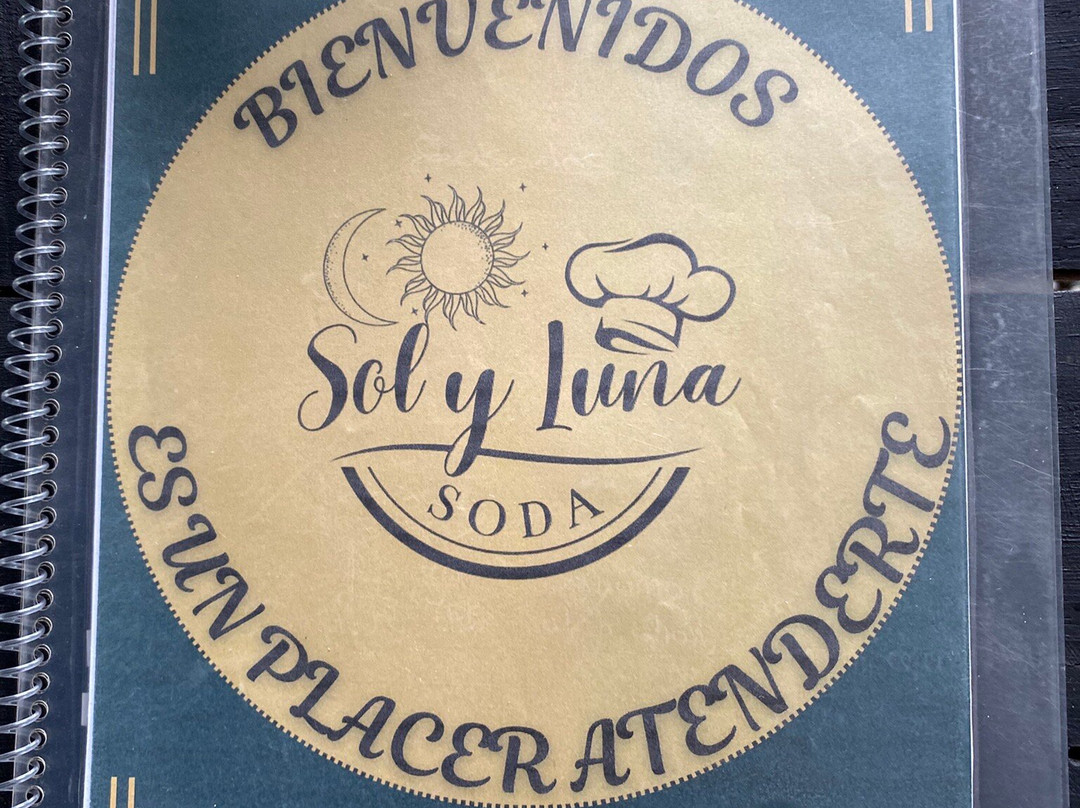 BIENVENIDOS
Sol y Luna
SODA
ES UN PLACER ATENDERTE